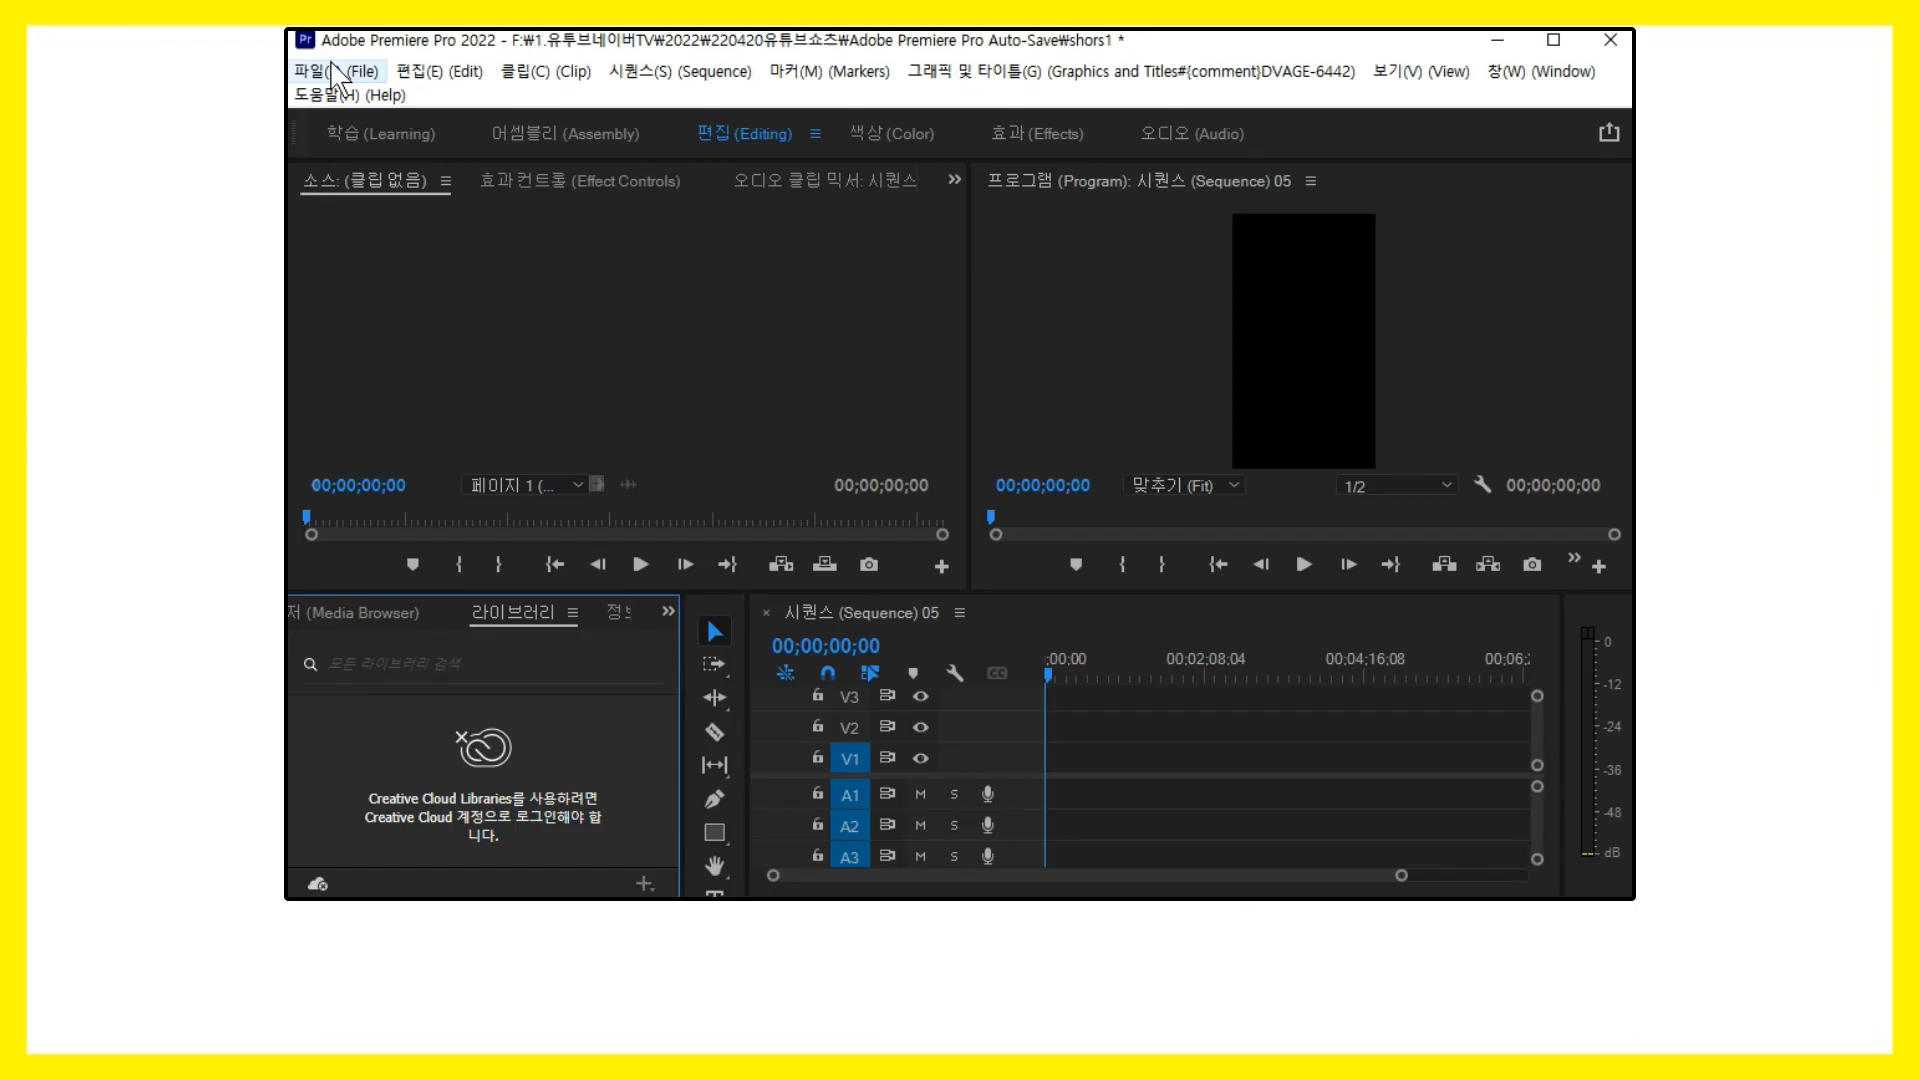 Pr Adobe Premiere Pro 2022 - F:₩1.유투브네이버TV₩2022₩220420유튜브쇼츠₩Adobe Premiere Pro Auto-Save₩shors1 *
파일( (File) 편집(E) (Edit) 클립(C) (Clip) 시퀀스(S) (Sequence) 마커(M) (Markers) 그래픽 및 타이틀(G) (Graphics and Titles#{comment}DVAGE-6442) 보기(V) (View) 창(W) (Window)
도움말(H) (Help)
학습 (Learning) 어셈블리 (Assembly) 편집 (Editing) 색상 (Color) 효과 (Effects) 오디오 (Audio)
소스: (클립 없음) 효과 컨트롤 (Effect Controls) 오디오 클립 믹서: 시퀀스 프로그램 (Program): 시퀀스 (Sequence) 05
00;00;00;00 페이지 1 (... 00;00;00;00 00;00;00;00 맞추기 (Fit) 1/2 00;00;00;00
저 (Media Browser) 라이브러리 시퀀스 (Sequence) 05
00;00;00;00
모든 라이브러리 검색
;00;00 00;02;08;04 00;04;16;08 00;06;
V3
V2
V1
A1 M S
A2 M S
A3 M S
Creative Cloud Libraries를 사용하려면
Creative Cloud 계정으로 로그인해야 합
니다.
0
-12
-24
-36
-48
dB